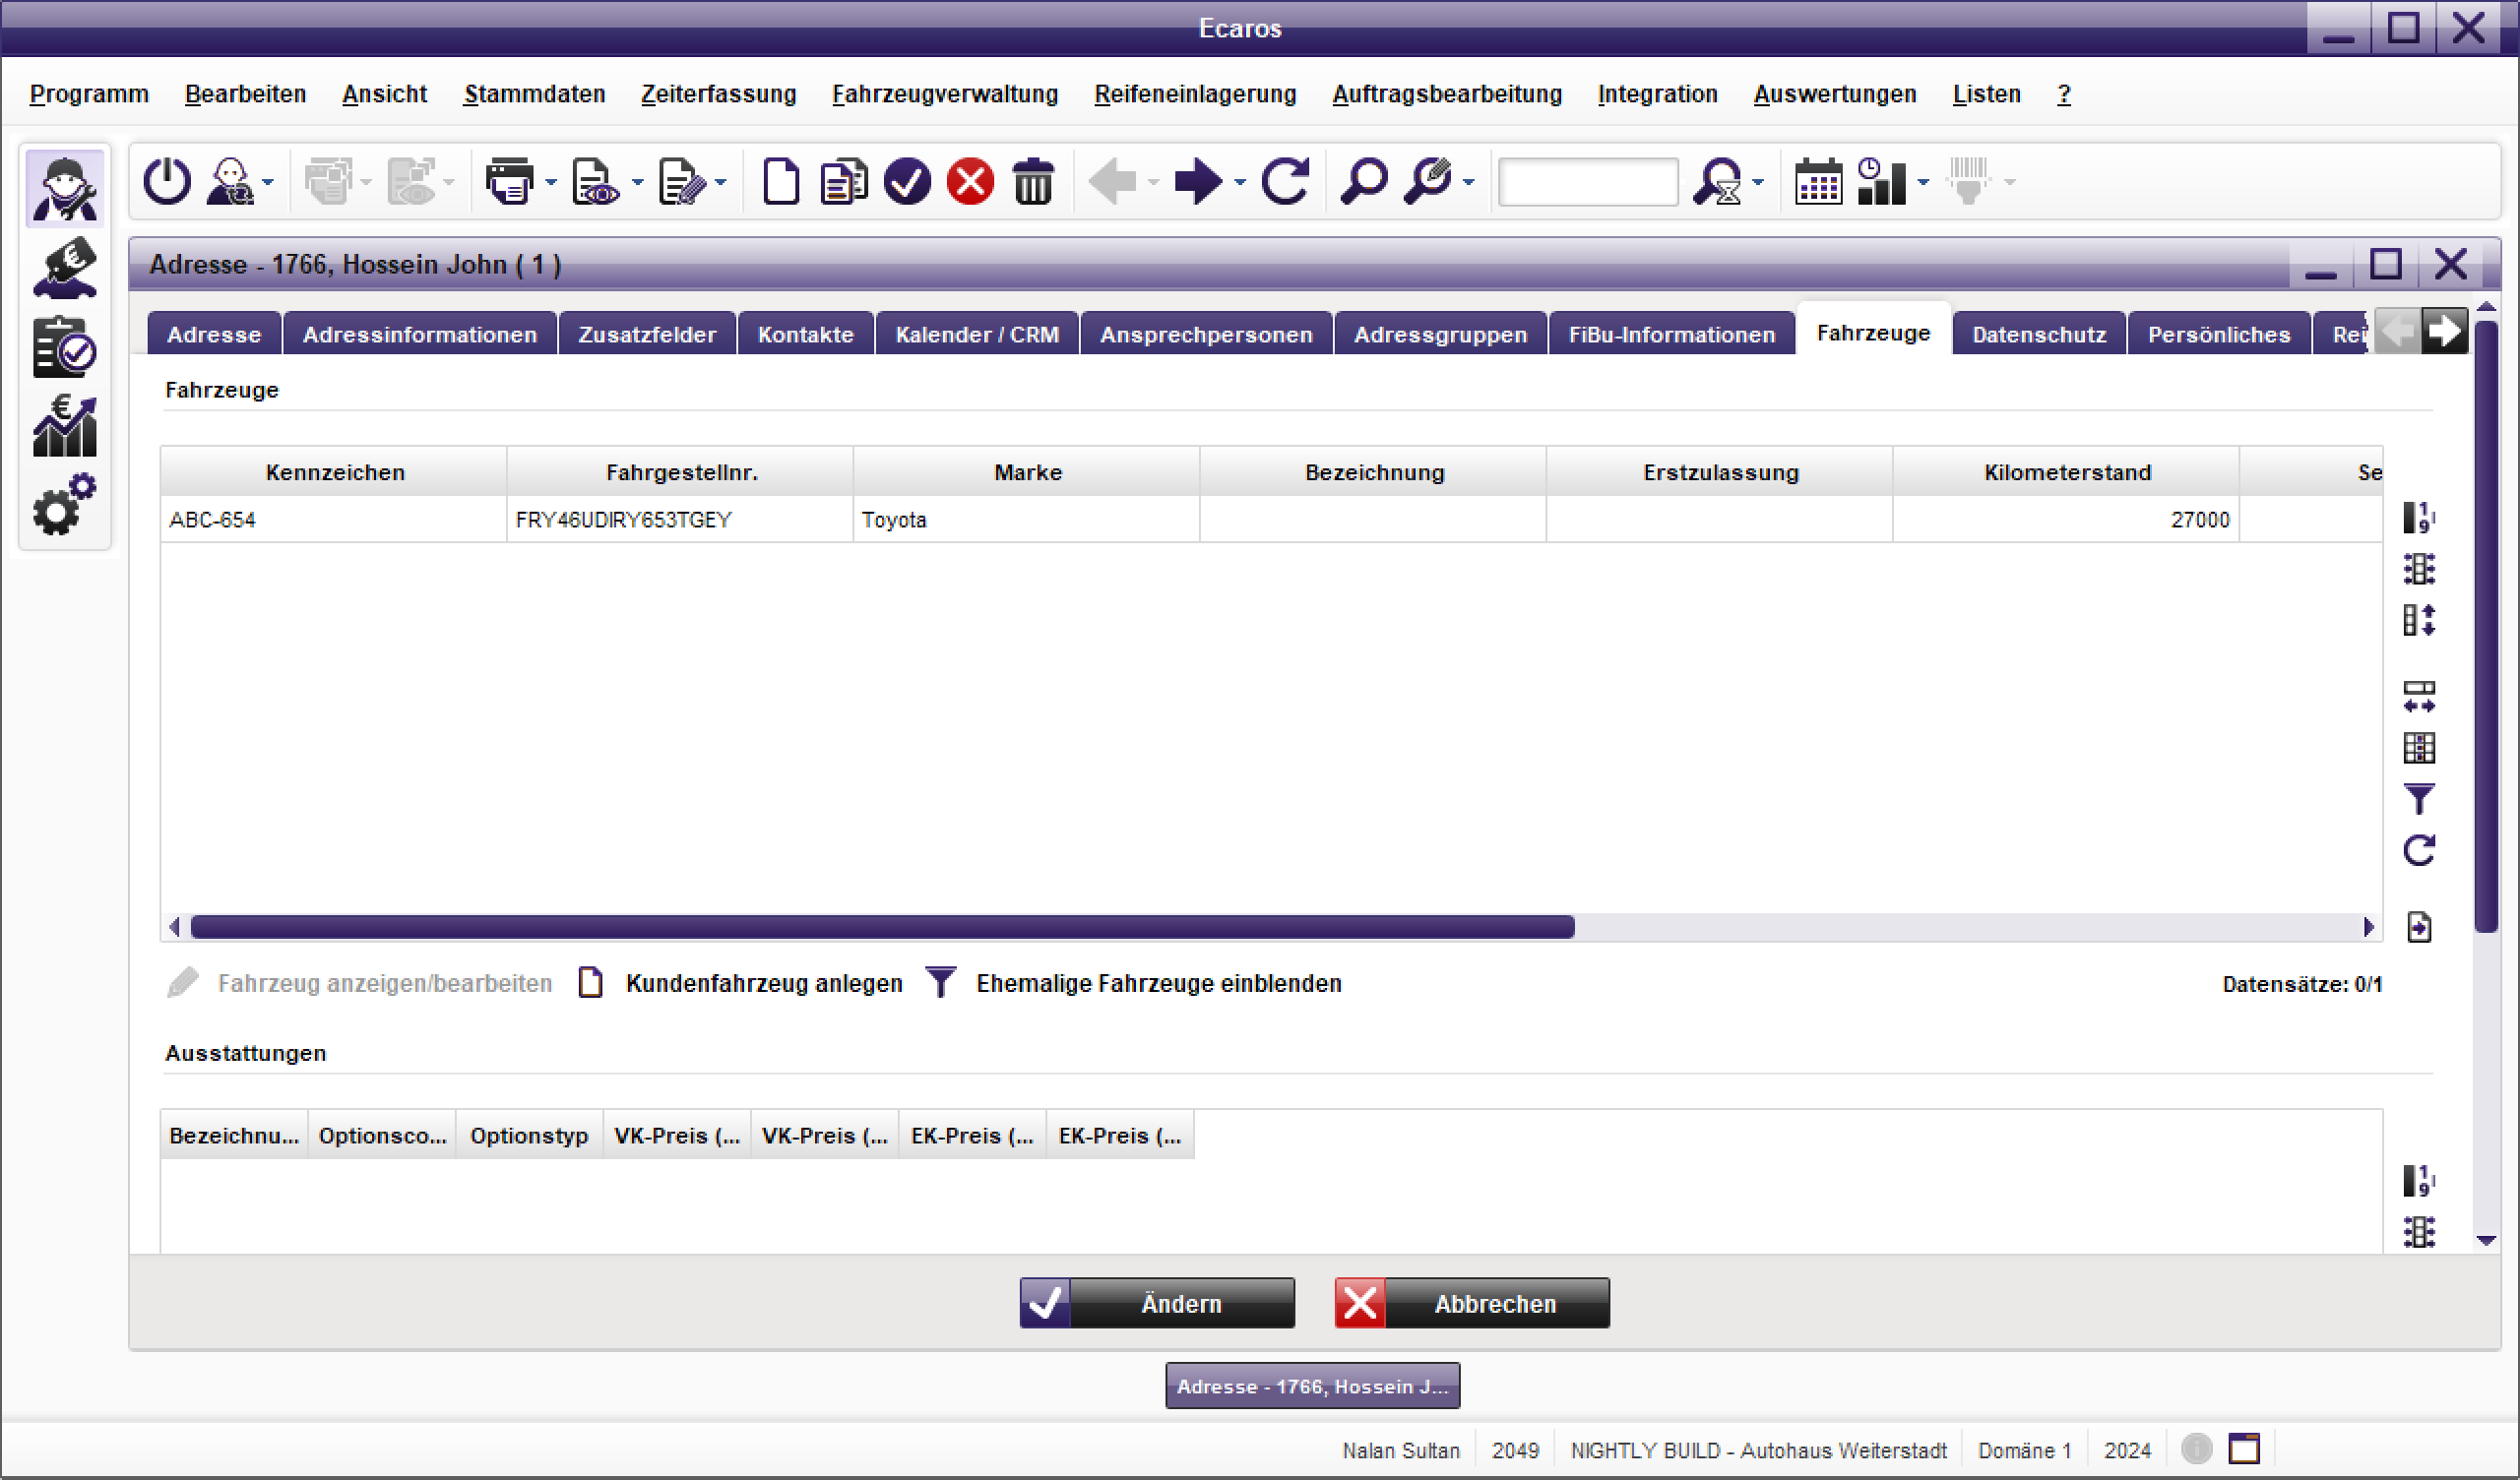 Ecaros
Programm Bearbeiten Ansicht Stammdaten Zeiterfassung Fahrzeugverwaltung Reifeneinlagerung Auftragsbearbeitung Integration Auswertungen Listen ?
Adresse - 1766, Hossein John ( 1 )
Adresse Adressinformationen Zusatzfelder Kontakte Kalender / CRM Ansprechpersonen Adressgruppen FiBu-Informationen Fahrzeuge Datenschutz Persönliches Rei
Fahrzeuge
Kennzeichen Fahrgestellnr. Marke Bezeichnung Erstzulassung Kilometerstand Se
ABC-654 FRY46UDIRY653TGEY Toyota 27000
Fahrzeug anzeigen/bearbeiten Kundenfahrzeug anlegen Ehemalige Fahrzeuge einblenden Datensätze: 0/1
Ausstattungen
Bezeichnu... Optionsco... Optionstyp VK-Preis (... VK-Preis (... EK-Preis (... EK-Preis (...
Ändern Abbrechen
Adresse - 1766, Hossein J...
Nalan Sultan 2049 NIGHTLY BUILD - Autohaus Weiterstadt Domäne 1 2024